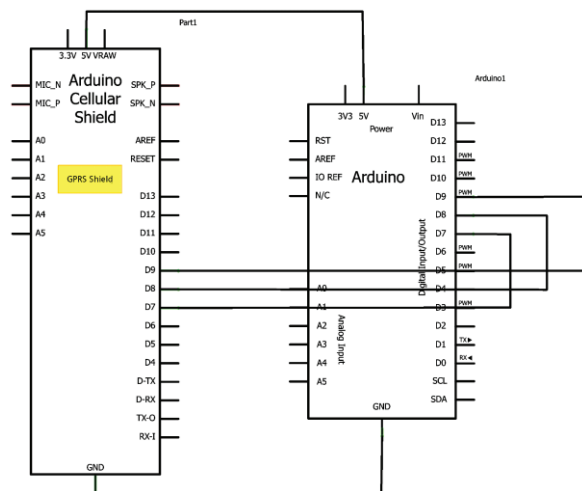 Part1
3.3V 5V VRAW
MIC_N SPK_P
MIC_P SPK_N
Arduino
Cellular
Shield
A0 AREF
A1 RESET
A2
GPRS Shield
A3 D13
A4 D12
A5 D11
D10
D9
D8
D7
D6
D5
D4
D-TX
D-RX
TX-O
RX-I
GND
Arduino1
3V3 5V Vin
Power
D13
RST D12
AREF D11 PWM
IO REF D10 PWM
N/C D9 PWM
Arduino
D8
D7
D6 PWM
D5 PWM
A0 D4
A1 D3 PWM
A2 D2
A3 D1 TX
A4 D0 RX
A5 SCL
SDA
Digital Input/Output
Analog Input
GND